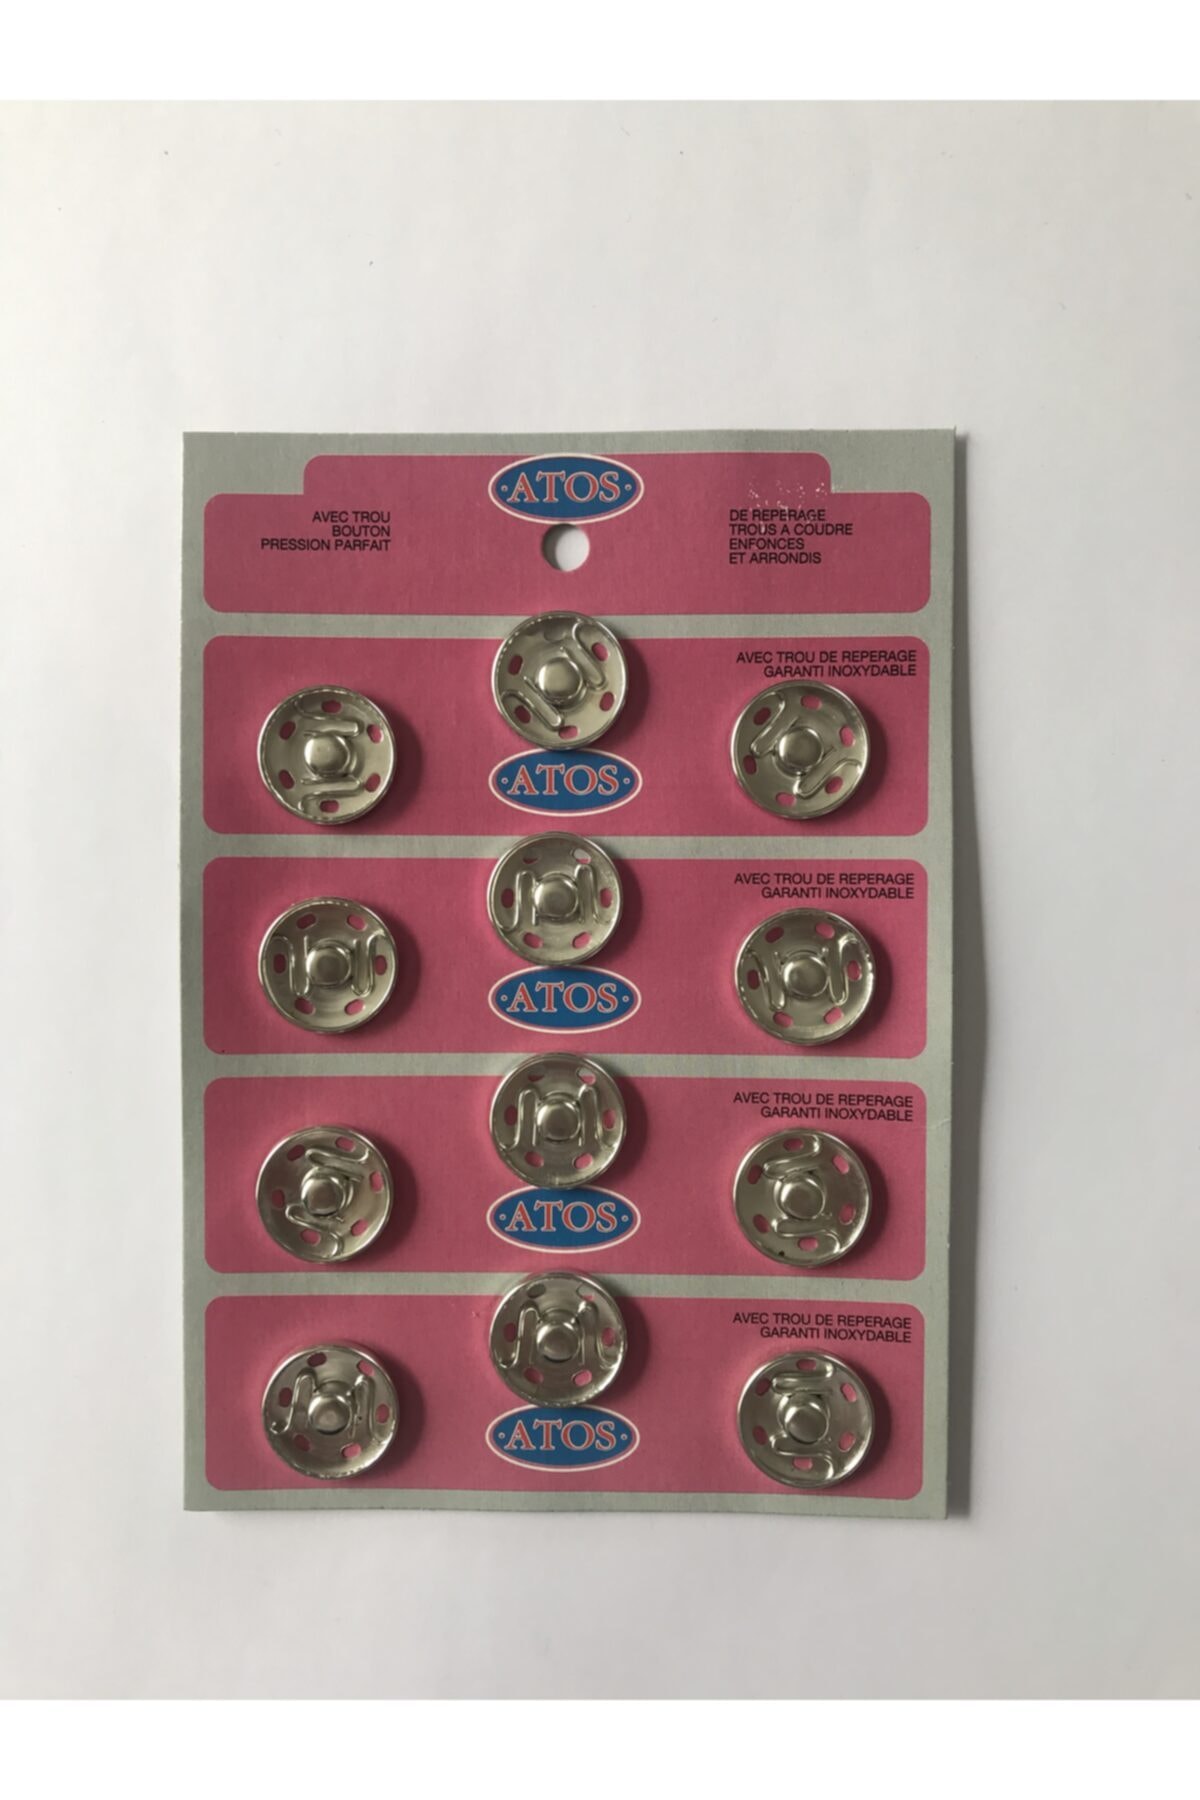 ATOS
AVEC TROU
BOUTON
PRESSION PARFAIT
DE REPERAGE
TROUS A COUDRE
ENFONCES
ET ARRONDIS
AVEC TROU DE REPERAGE
GARANTI INOXYDABLE
ATOS
AVEC TROU DE REPERAGE
GARANTI INOXYDABLE
ATOS
AVEC TROU DE REPERAGE
GARANTI INOXYDABLE
ATOS
AVEC TROU DE REPERAGE
GARANTI INOXYDABLE
ATOS